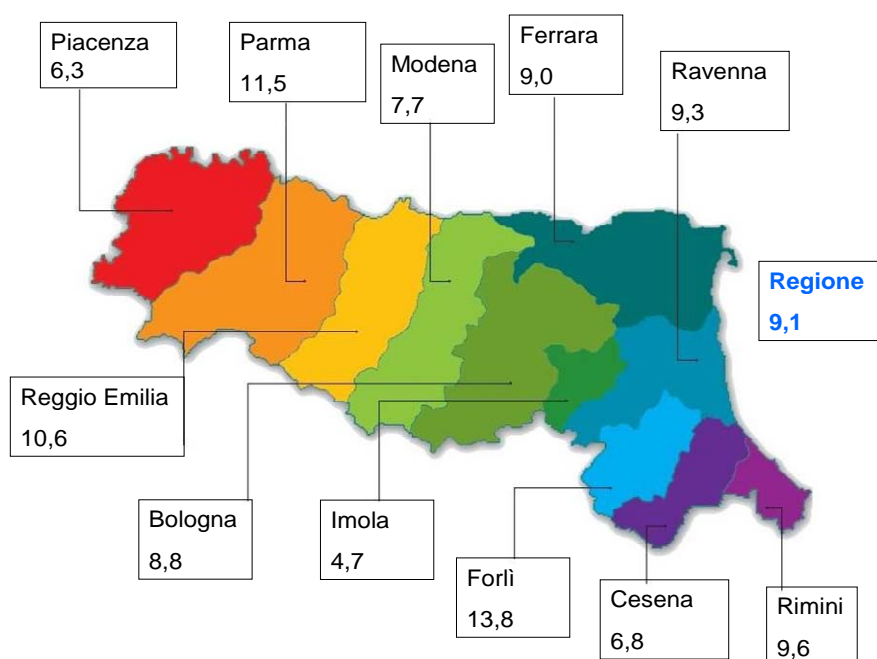 Piacenza
6,3
Parma
11,5
Modena
7,7
Ferrara
9,0
Ravenna
9,3
Regione
9,1
Reggio Emilia
10,6
Bologna
8,8
Imola
4,7
Forlì
13,8
Cesena
6,8
Rimini
9,6